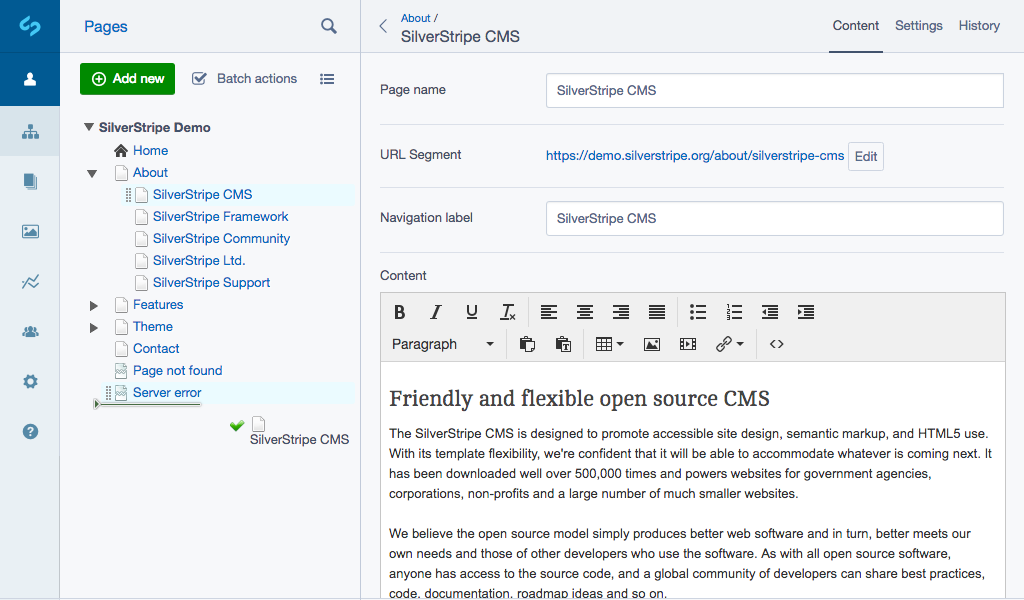 Pages
Add new
Batch actions
SilverStripe Demo
Home
About
SilverStripe CMS
SilverStripe Framework
SilverStripe Community
SilverStripe Ltd.
SilverStripe Support
Features
Theme
Contact
Page not found
Server error
SilverStripe CMS
About /
SilverStripe CMS
Content Settings History
Page name
SilverStripe CMS
URL Segment
https://demo.silverstripe.org/about/silverstripe-cms Edit
Navigation label
SilverStripe CMS
Content
Paragraph
Friendly and flexible open source CMS
The SilverStripe CMS is designed to promote accessible site design, semantic markup, and HTML5 use.
With its template flexibility, we're confident that it will be able to accommodate whatever is coming next. It
has been downloaded well over 500,000 times and powers websites for government agencies,
corporations, non-profits and a large number of much smaller websites.
We believe the open source model simply produces better web software and in turn, better meets our
own needs and those of other developers who use the software. As with all open source software,
anyone has access to the source code, and a global community of developers can share best practices,
code, documentation, roadmap ideas and so on.